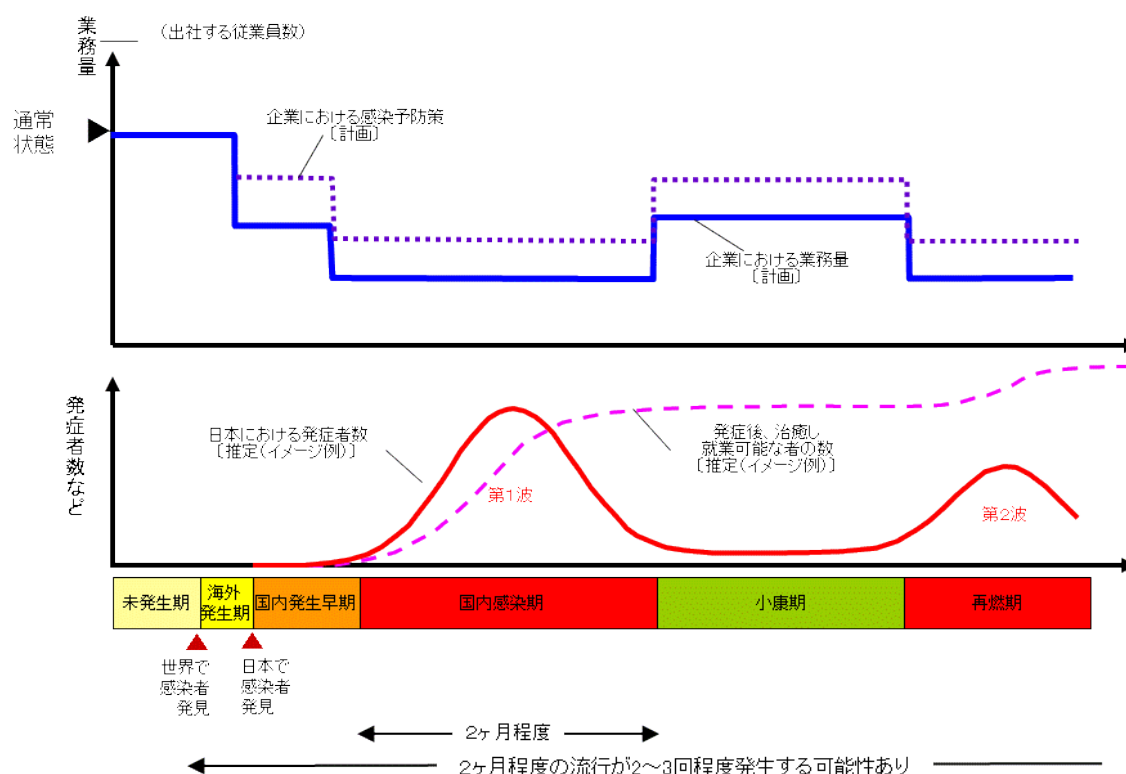 業務量
（出社する従業員数）
通常
状態
企業における感染予防策
〔計画〕
企業における業務量
〔計画〕
発症者数など
日本における発症者数
〔推定(イメージ例)〕
発症後、治癒し
就業可能な者の数
〔推定(イメージ例)〕
第1波
第2波
未発生期
海外
発生期
国内発生早期
国内感染期
小康期
再燃期
世界で
感染者
発見
日本で
感染者
発見
2ヶ月程度
2ヶ月程度の流行が2～3回程度発生する可能性あり